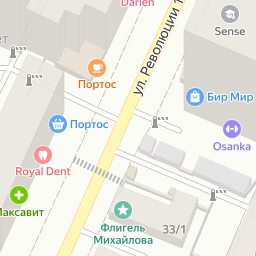 Darien
Sense
ул. Революции 1
Портос
Бир Мир
Портос
Osanka
Royal Dent
Максавит
Флигель
Михайлова
33/1